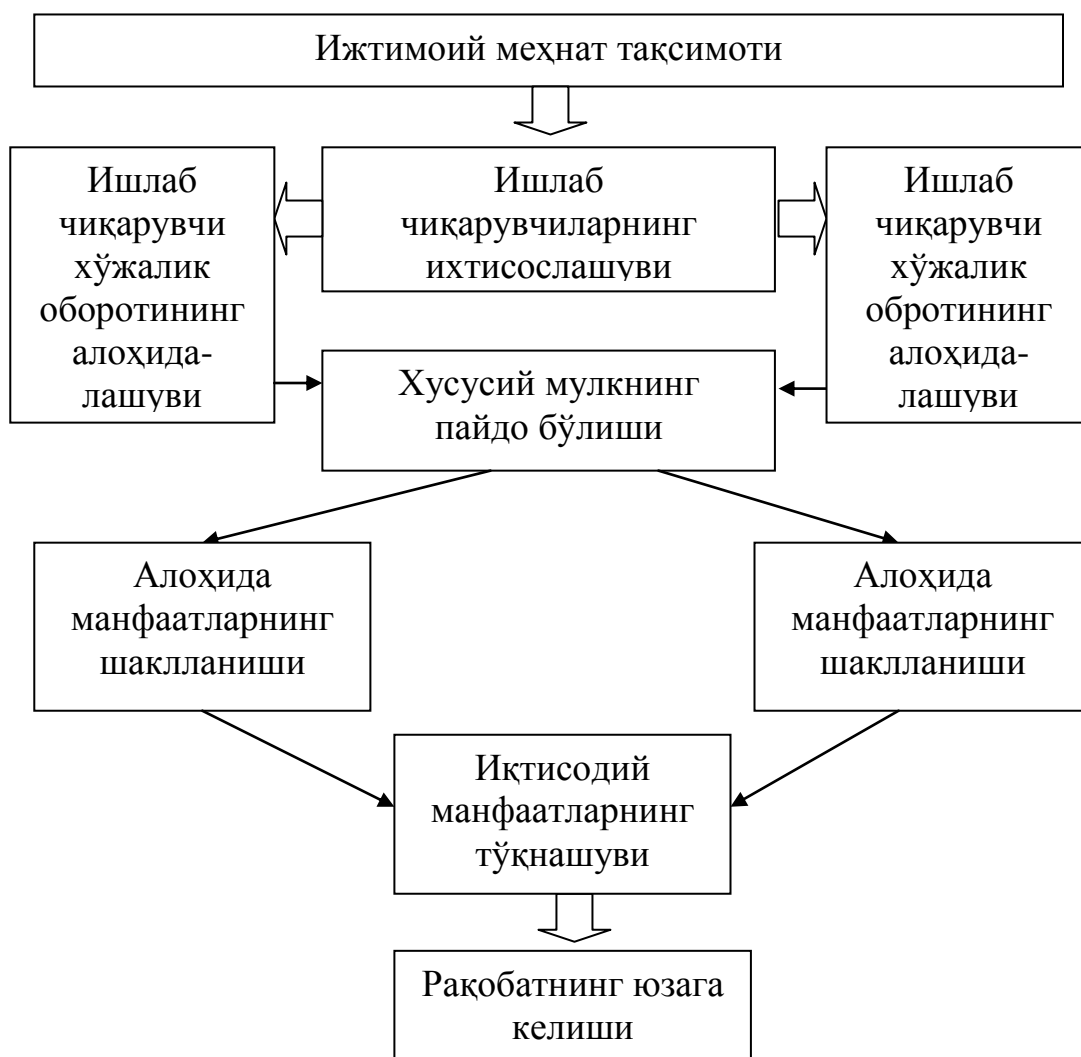 Ижтимоий меҳнат тақсимоти
Ишлаб
чиқарувчи
хўжалик
оборотининг
алоҳида-
лашуви
Ишлаб
чиқарувчиларнинг
ихтисослашуви
Ишлаб
чиқарувчи
хўжалик
обротининг
алоҳида-
лашуви
Хусусий мулкнинг
пайдо бўлиши
Алоҳида
манфаатларнинг
шаклланиши
Алоҳида
манфаатларнинг
шаклланиши
Иқтисодий
манфаатларнинг
тўқнашуви
Рақобатнинг юзага
келиши